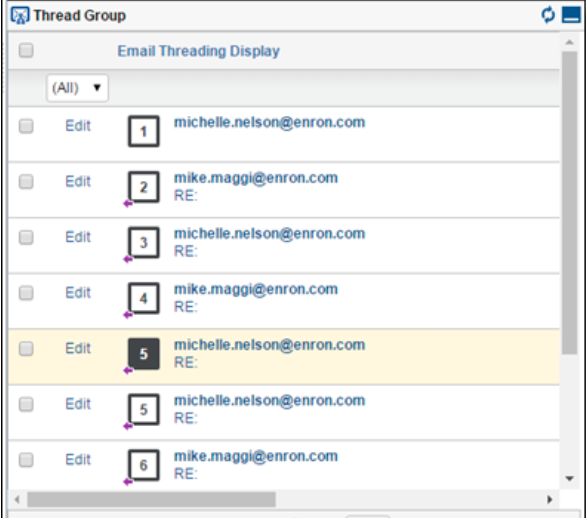 Thread Group
Email Threading Display
(All)
Edit 1 michelle.nelson@enron.com
Edit 2 mike.maggi@enron.com
RE:
Edit 3 michelle.nelson@enron.com
RE:
Edit 4 mike.maggi@enron.com
RE:
Edit 5 michelle.nelson@enron.com
RE:
Edit 5 michelle.nelson@enron.com
RE:
Edit 6 mike.maggi@enron.com
RE: